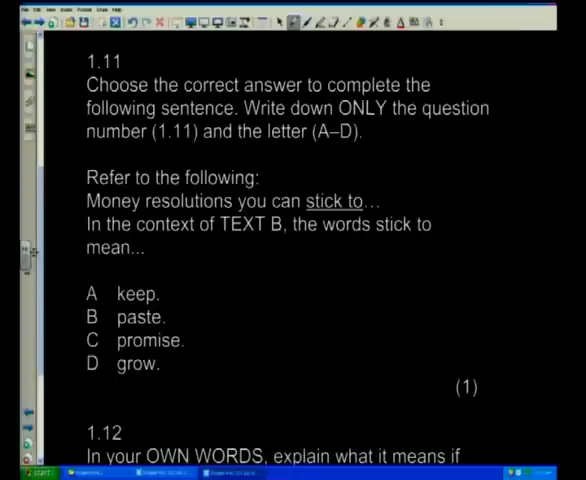 1.11
Choose the correct answer to complete the
following sentence. Write down ONLY the question
number (1.11) and the letter (A–D).
Refer to the following:
Money resolutions you can stick to…
In the context of TEXT B, the words stick to
mean...
A keep.
B paste.
C promise.
D grow.
(1)
1.12
In your OWN WORDS, explain what it means if
start